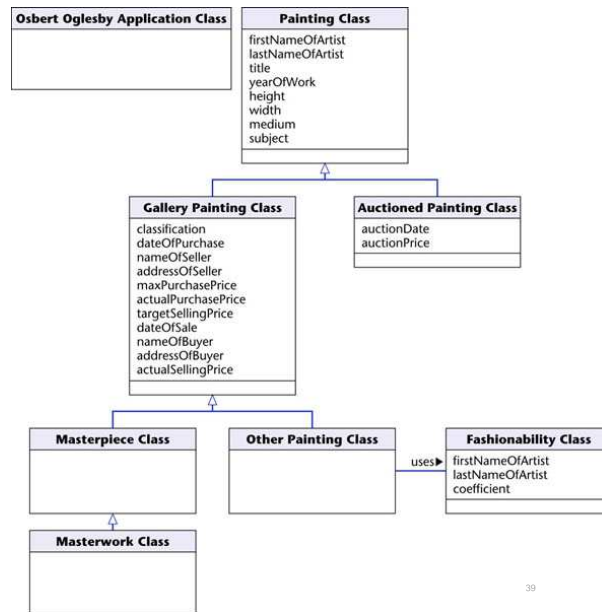 Osbert Oglesby Application Class
Painting Class
firstNameOfArtist
lastNameOfArtist
title
yearOfWork
height
width
medium
subject
Gallery Painting Class
classification
dateOfPurchase
nameOfSeller
addressOfSeller
maxPurchasePrice
actualPurchasePrice
targetSellingPrice
dateOfSale
nameOfBuyer
addressOfBuyer
actualSellingPrice
Auctioned Painting Class
auctionDate
auctionPrice
Masterpiece Class
Other Painting Class
uses
Fashionability Class
firstNameOfArtist
lastNameOfArtist
coefficient
Masterwork Class
39